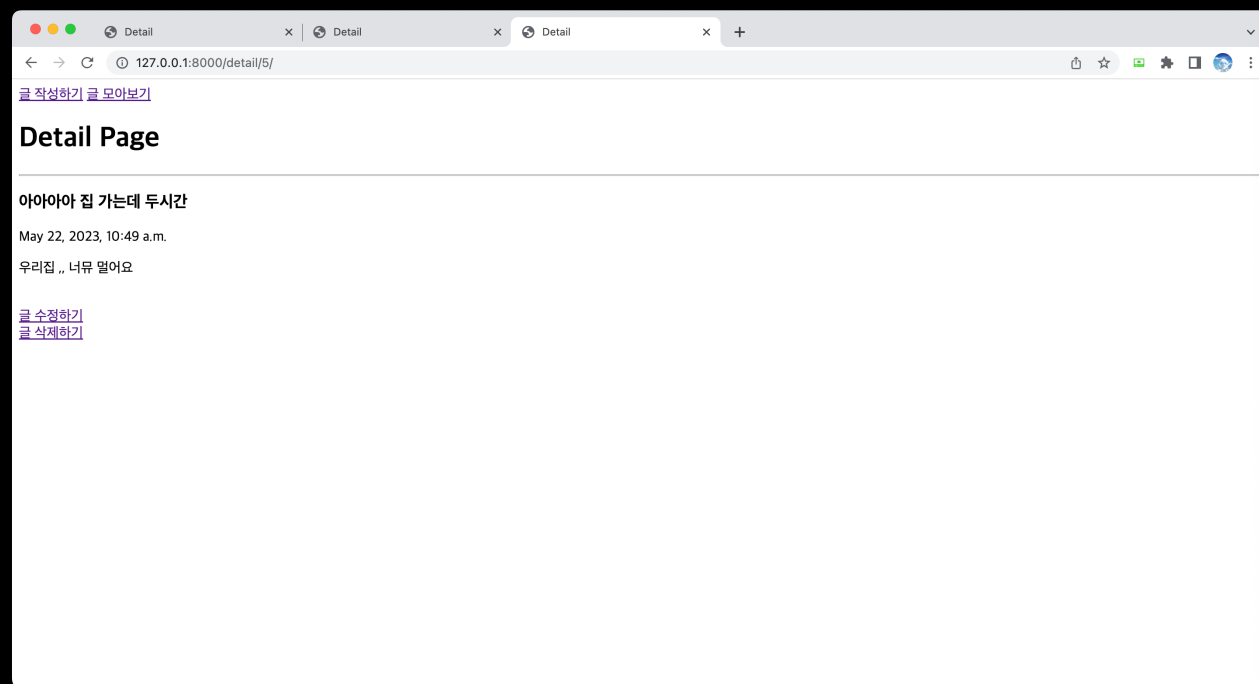 Detail Detail Detail
127.0.0.1:8000/detail/5/
글 작성하기 글 모아보기
Detail Page
아아아아 집 가는데 두시간
May 22, 2023, 10:49 a.m.
우리집 ,, 너뮤 멀어요
글 수정하기
글 삭제하기